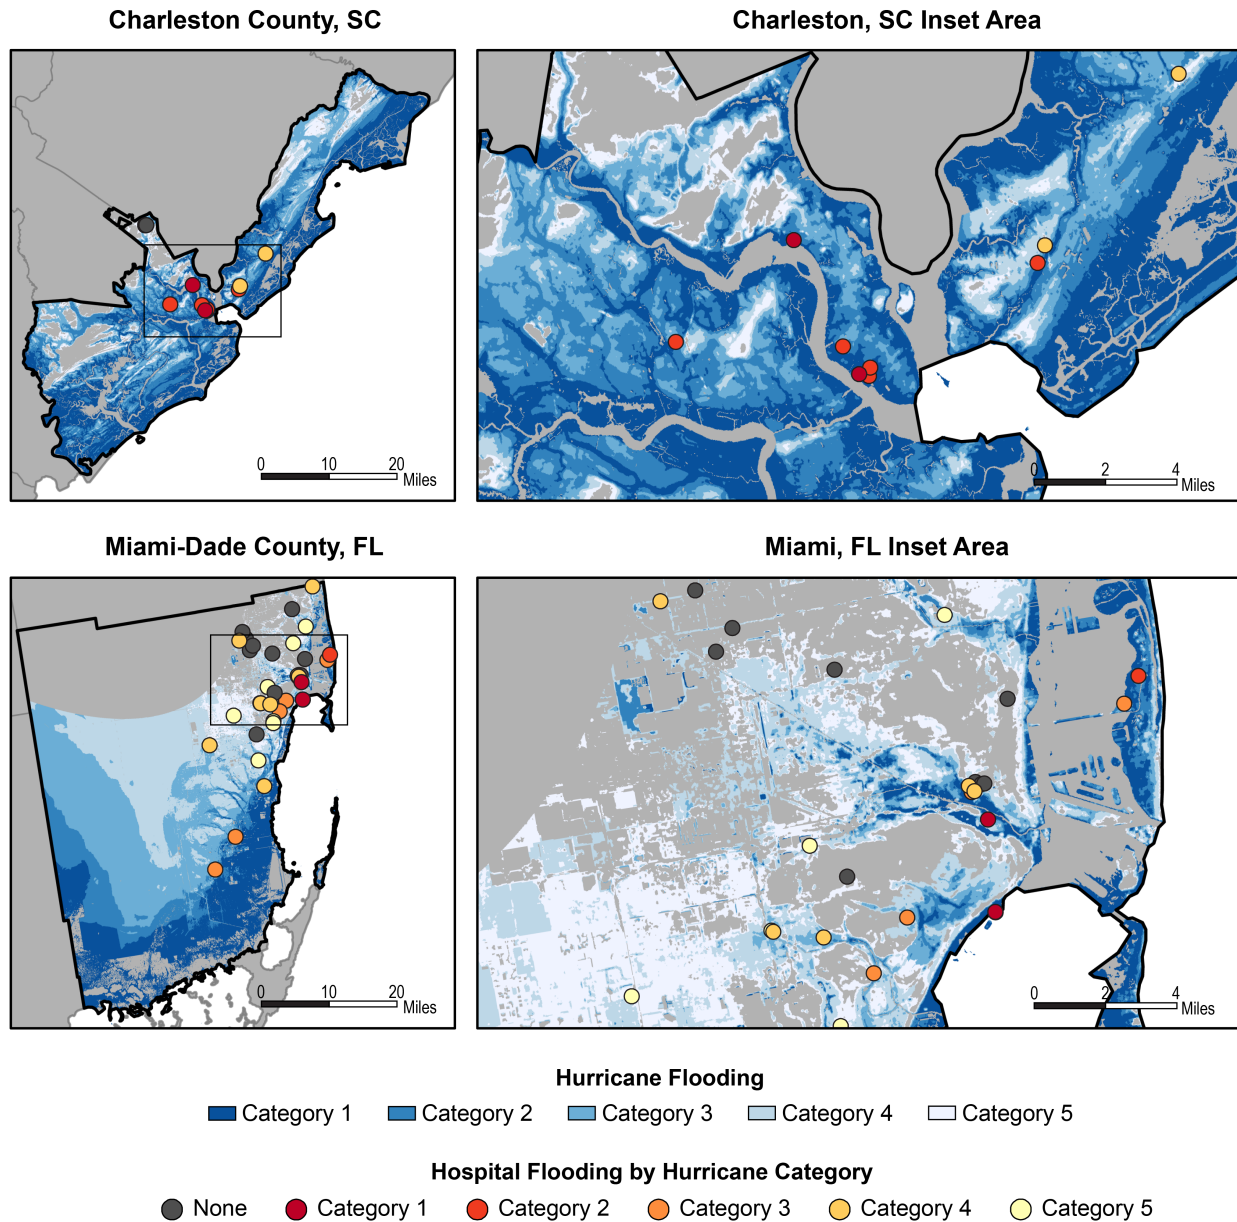 Charleston County, SC
Charleston, SC Inset Area
0 10 20
Miles
0 2 4
Miles
Miami-Dade County, FL
Miami, FL Inset Area
0 10 20
Miles
0 2 4
Miles
Hurricane Flooding
Category 1 Category 2 Category 3 Category 4 Category 5
Hospital Flooding by Hurricane Category
None Category 1 Category 2 Category 3 Category 4 Category 5